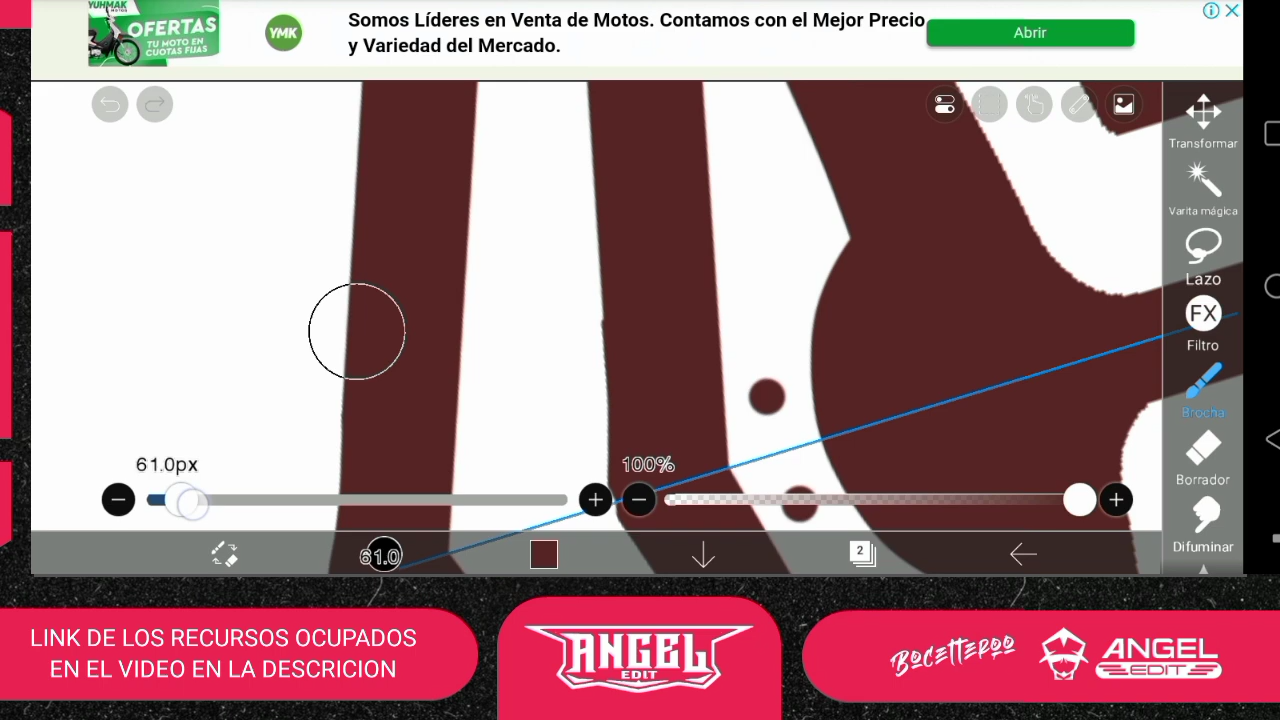 YUHMAK
MOTOS
OFERTAS
TU MOTO EN
CUOTAS FIJAS
YMK
Somos Líderes en Venta de Motos. Contamos con el Mejor Precio
y Variedad del Mercado.
Abrir
Transformar
Varita mágica
Lazo
FX
Filtro
Brocha
Borrador
Difuminar
61.0px
100%
61.0
2
LINK DE LOS RECURSOS OCUPADOS
EN EL VIDEO EN LA DESCRICION
ANGEL
EDIT
BOCETTEROO
ANGEL
EDIT